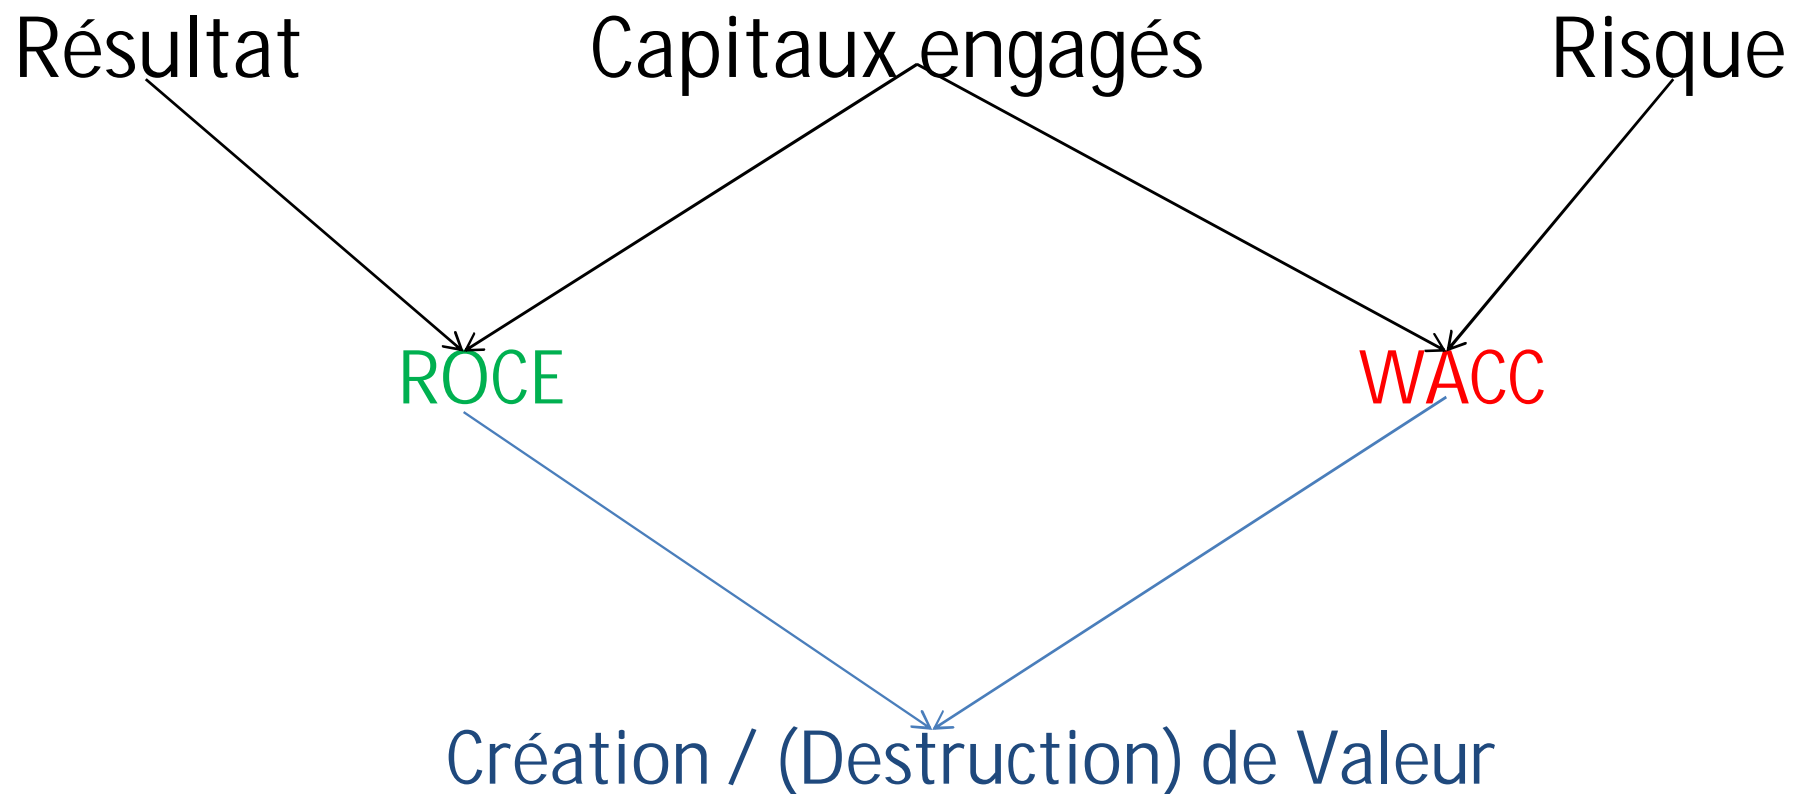 Résultat Capitaux engagés Risque
ROCE WACC
Création / (Destruction) de Valeur